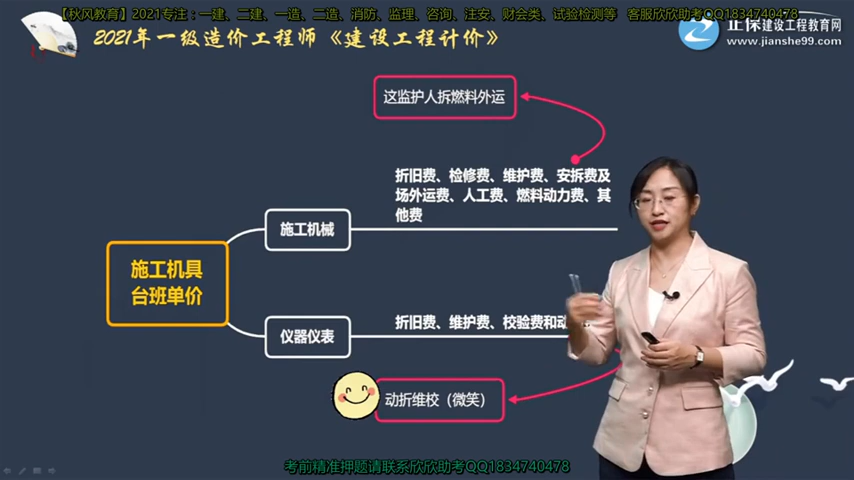 【秋风教育】2021专注：一建、二建、一造、二造、消防、监理、咨询、注安、财会类、试验检测等 客服欣欣助考QQ1834740478
2021年一级造价工程师《建设工程计价》
正保建设工程教育网
www.jianshe99.com
这监护人拆燃料外运
折旧费、检修费、维护费、安拆费及
场外运费、人工费、燃料动力费、其
他费
施工机械
施工机具
台班单价
仪器仪表
折旧费、维护费、校验费和动
动折维校（微笑）
考前精准押题请联系欣欣助考QQ1834740478